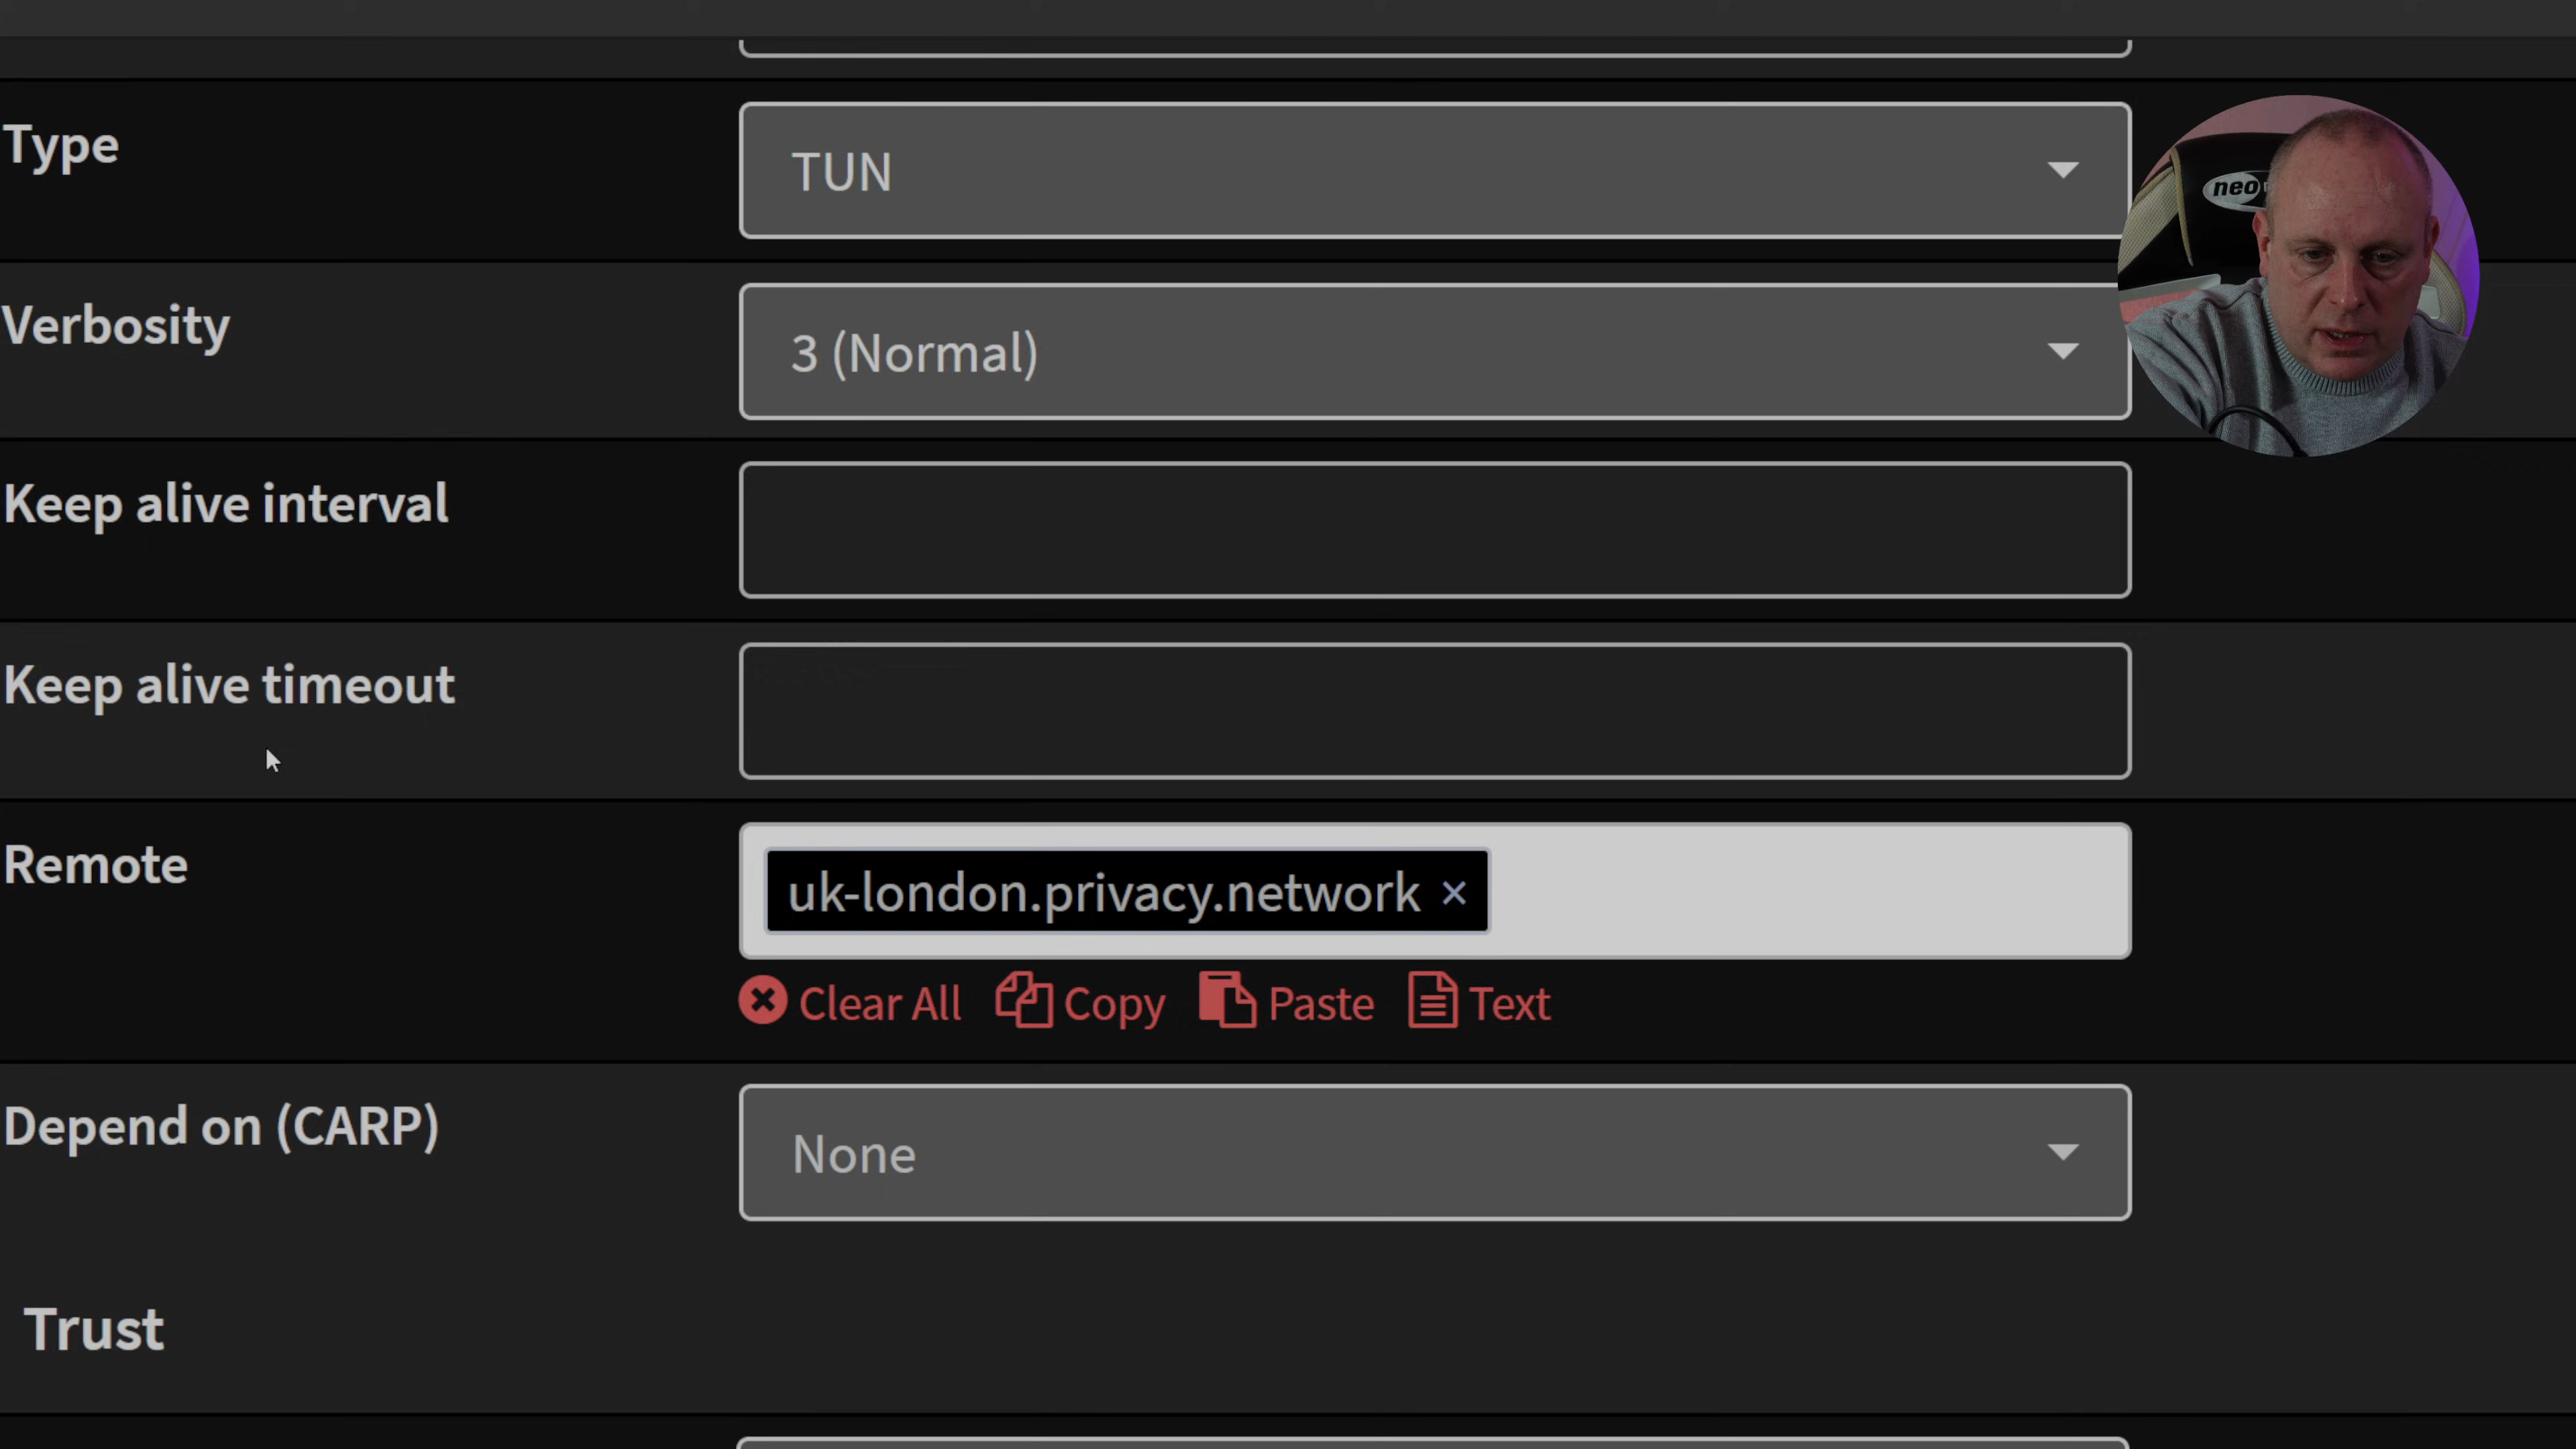 Type
TUN
neo
Verbosity
3 (Normal)
Keep alive interval
Keep alive timeout
Remote
uk-london.privacy.network ×
Clear All Copy Paste Text
Depend on (CARP)
None
Trust